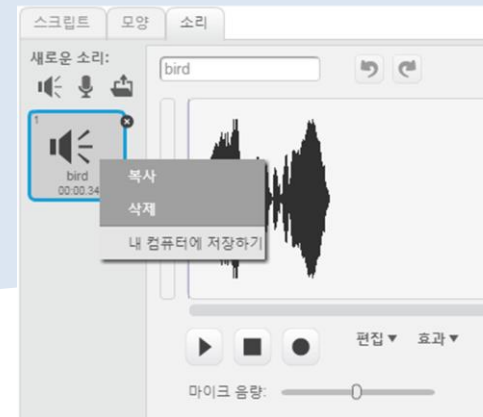 스크립트 모양 소리
새로운 소리:
bird
1
bird
00:00.34
복사
삭제
내 컴퓨터에 저장하기
편집▼ 효과▼
마이크 음량: